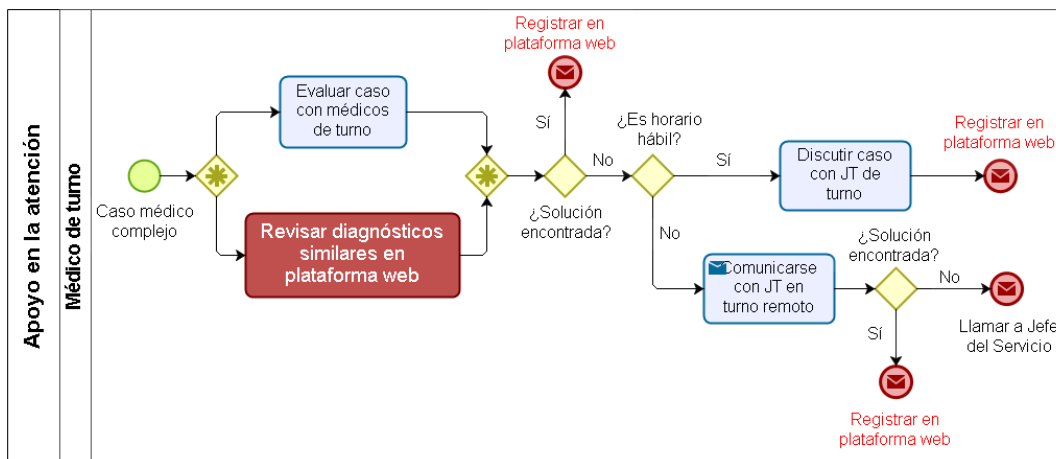 Apoyo en la atención
Médico de turno
Caso médico
complejo
Evaluar caso
con médicos
de turno
Revisar diagnósticos
similares en
plataforma web
Registrar en
plataforma web
Sí
¿Solución
encontrada?
No
¿Es horario
hábil?
Sí
Discutir caso
con JT de
turno
Registrar en
plataforma web
No
Comunicarse
con JT en
turno remoto
¿Solución
encontrada?
No
Llamar a Jefe
del Servicio
Sí
Registrar en
plataforma web